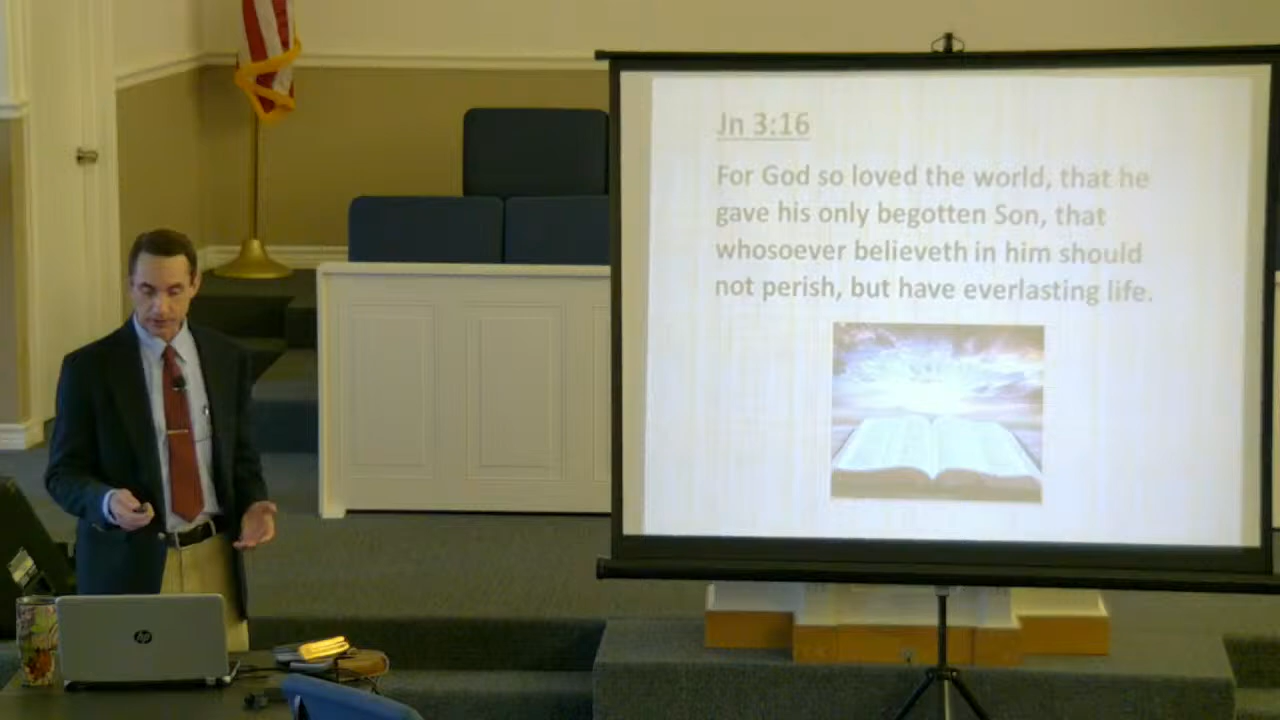 Jn 3:16
For God so loved the world, that he
gave his only begotten Son, that
whosoever believeth in him should
not perish, but have everlasting life.
hp